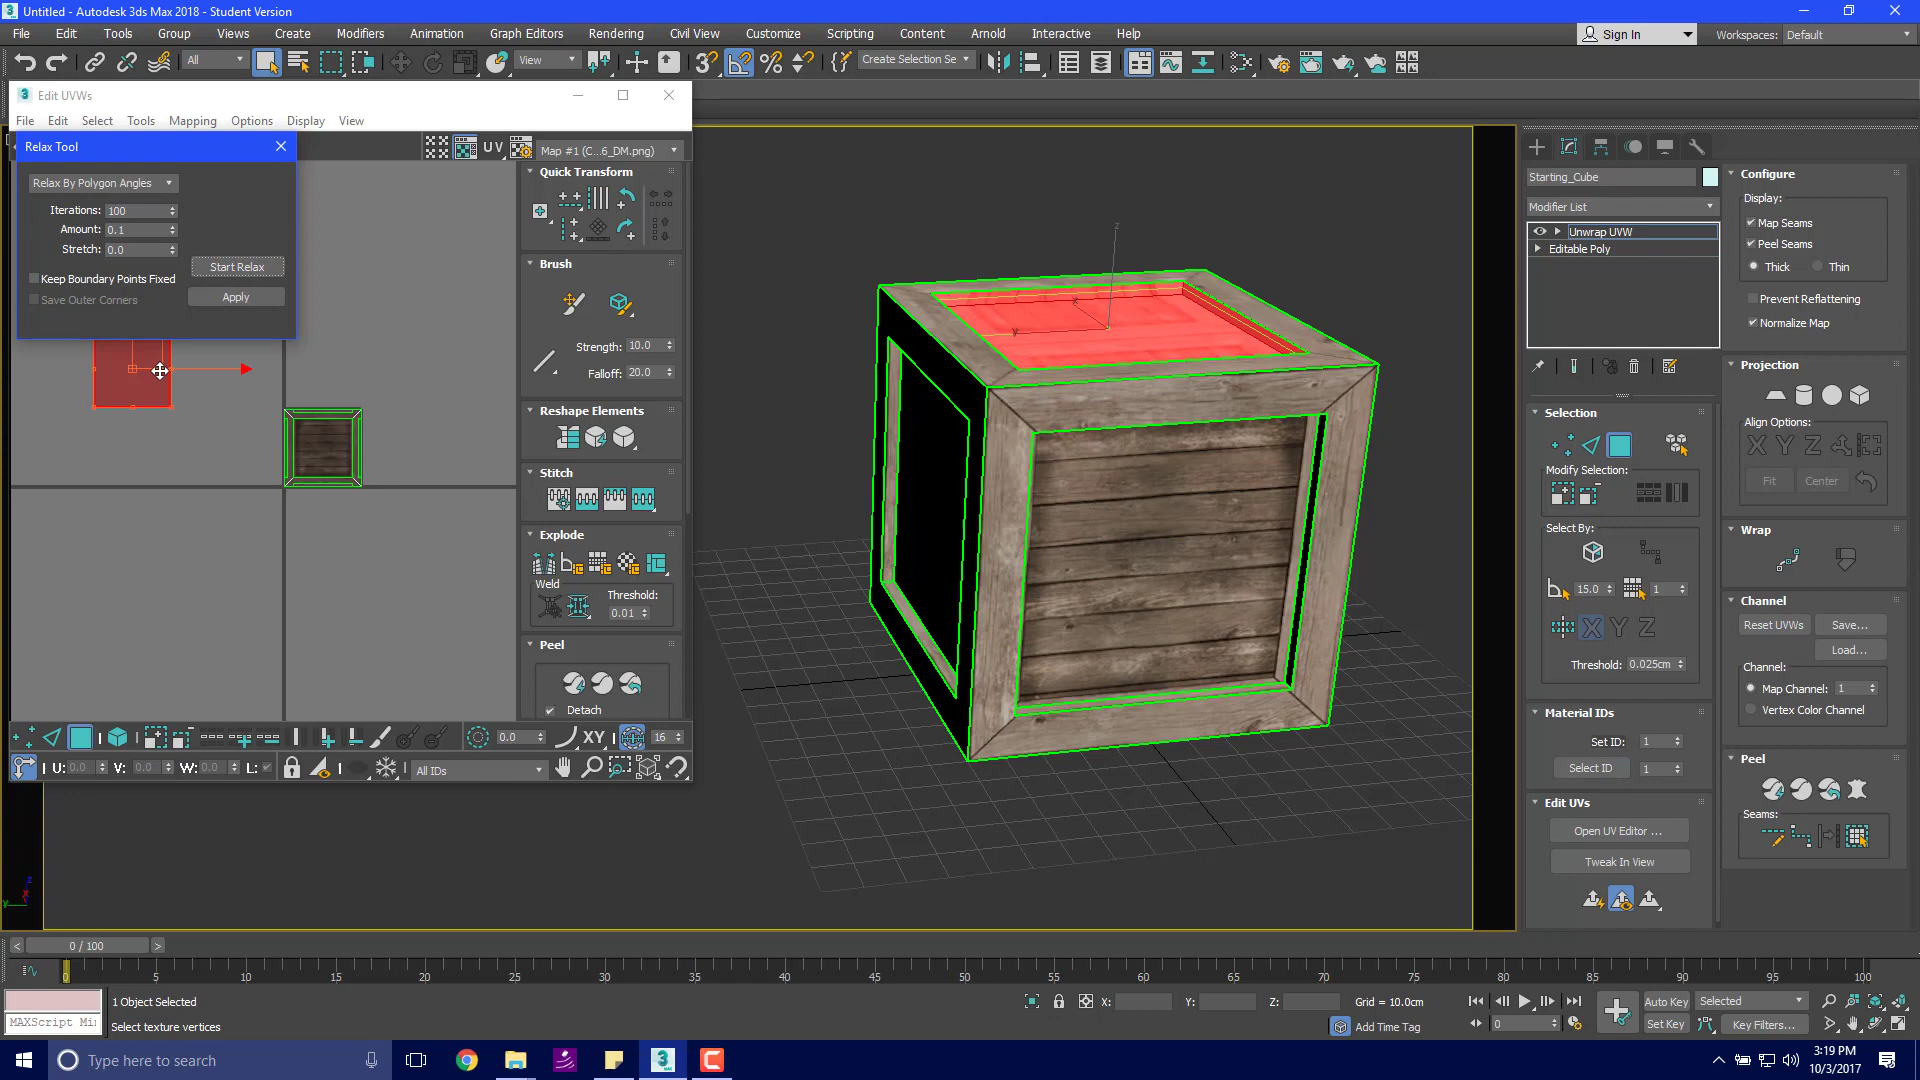 Untitled - Autodesk 3ds Max 2018 - Student Version
File Edit Tools Group Views Create Modifiers Animation Graph Editors Rendering Civil View Customize Scripting Content Arnold Interactive Help
Sign In
Workspaces: Default
All
View
Create Selection Se
Edit UVWs
File Edit Select Tools Mapping Options Display View
Relax Tool
UV
Map #1 (C...6_DM.png)
Relax By Polygon Angles
Iterations: 100
Amount: 0.1
Stretch: 0.0
Start Relax
Keep Boundary Points Fixed
Apply
Save Outer Corners
Quick Transform
Brush
Strength: 10.0
Falloff: 20.0
Reshape Elements
Stitch
Explode
Weld
Threshold:
0.01
Peel
Detach
0.0
XY
16
U: 0.0 V: 0.0 W: 0.0 L:
All IDs
z
x
y
Starting_Cube
Modifier List
Unwrap UVW
Editable Poly
Selection
Modify Selection:
Select By:
15.0
1
X Y Z
Threshold: 0.025cm
Material IDs
Set ID: 1
Select ID 1
Edit UVs
Open UV Editor ...
Tweak In View
Configure
Display:
Map Seams
Peel Seams
Thick Thin
Prevent Reflattening
Normalize Map
Projection
Align Options:
X Y Z
Fit Center
Wrap
Channel
Reset UVWs Save...
Load...
Channel:
Map Channel: 1
Vertex Color Channel
Peel
Seams:
z
x
y
< 0 / 100 >
0 5 10 15 20 25 30 35 40 45 50 55 60 65 70 75 80 85 90 95 100
1 Object Selected
MAXScript Mi
Select texture vertices
X: Y: Z: Grid = 10.0cm
Add Time Tag
0
Auto Key Selected
Set Key Key Filters...
Type here to search
3:19 PM
10/3/2017